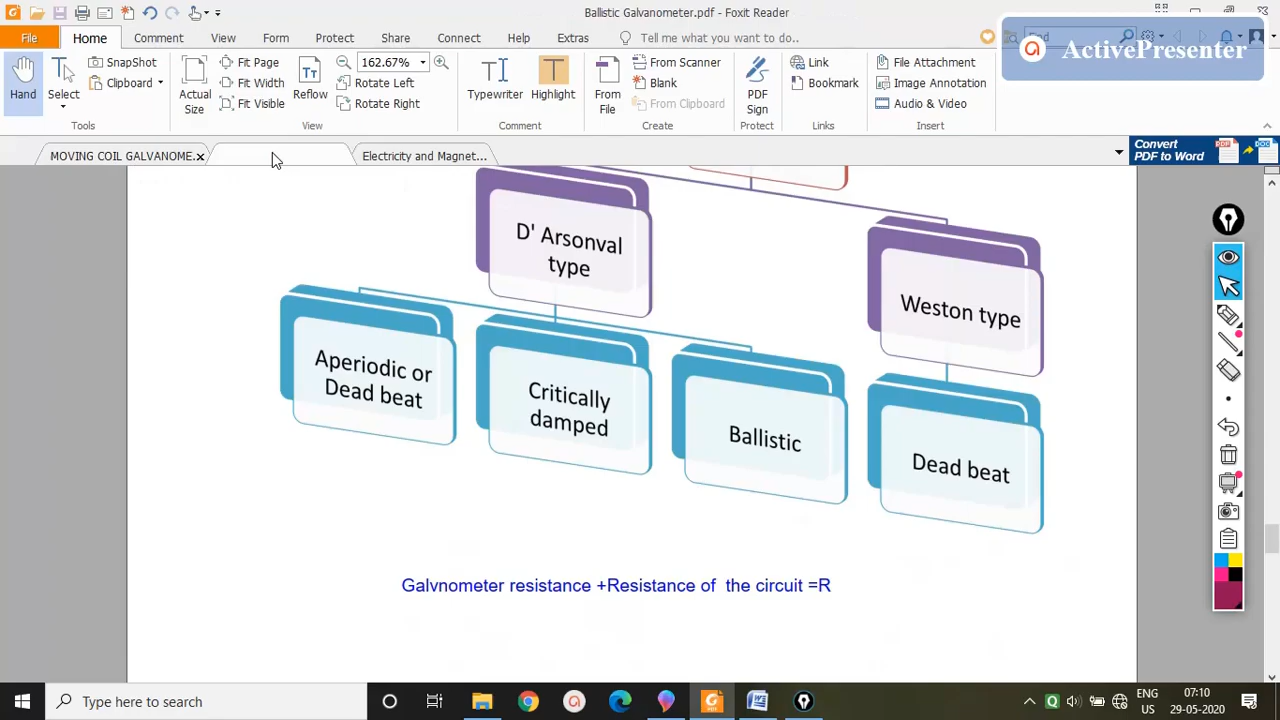 Ballistic Galvanometer.pdf - Foxit Reader
File
Home
Comment
View
Form
Protect
Share
Connect
Help
Extras
Tell me what you want to do...
ActivePresenter
Hand
Select
SnapShot
Clipboard
Tools
Actual
Size
Fit Page
Fit Width
Fit Visible
Reflow
162.67%
Rotate Left
Rotate Right
View
Typewriter
Highlight
Comment
From
File
From Scanner
Blank
From Clipboard
Create
PDF
Sign
Protect
Link
Bookmark
Links
File Attachment
Image Annotation
Audio & Video
Insert
MOVING COIL GALVANOME...
Electricity and Magnet...
Convert
PDF to Word
D' Arsonval
type
Weston type
Aperiodic or
Dead beat
Critically
damped
Ballistic
Dead beat
Galvnometer resistance +Resistance of the circuit =R
Type here to search
ENG
US
07:10
29-05-2020